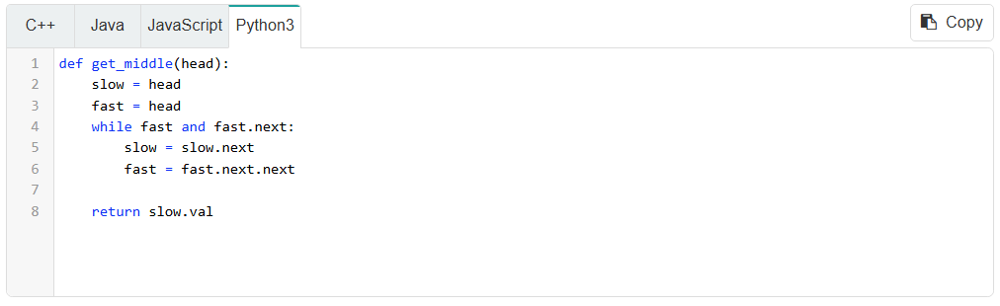 C++ Java JavaScript Python3 Copy
1 def get_middle(head):
2     slow = head
3     fast = head
4     while fast and fast.next:
5         slow = slow.next
6         fast = fast.next.next
7
8     return slow.val